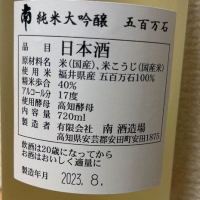 南 純米大吟醸 五百万石
品目 日本酒
原材料名 米(国産)、米こうじ(国産米)
使用米 福井県産 五百万石100%
精米歩合 40%
アルコール分 17度
使用酵母 高知酵母
内容量 720ml
製造者 有限会社 南 酒造場
高知県安芸郡安田町安田1875
飲酒は20歳になってから
お酒はおいしく適量に
製造年月 2023.8.